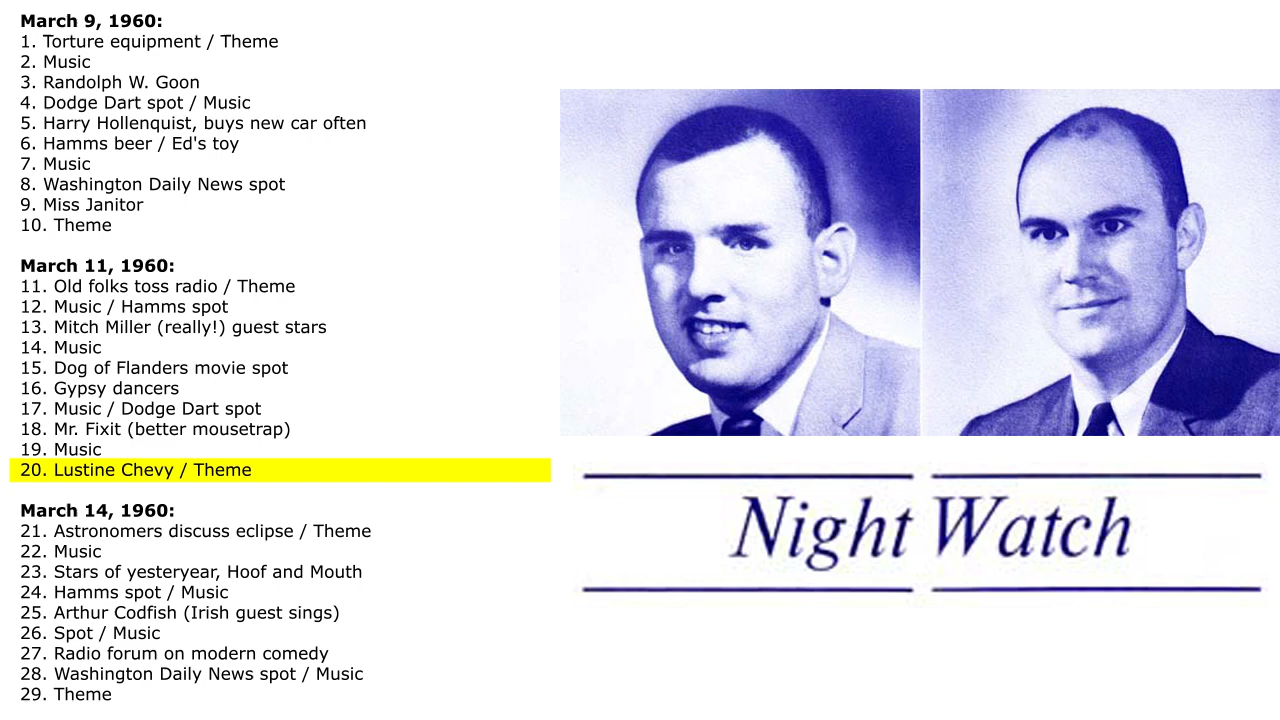 March 9, 1960:
1. Torture equipment / Theme
2. Music
3. Randolph W. Goon
4. Dodge Dart spot / Music
5. Harry Hollenquist, buys new car often
6. Hamms beer / Ed's toy
7. Music
8. Washington Daily News spot
9. Miss Janitor
10. Theme
March 11, 1960:
11. Old folks toss radio / Theme
12. Music / Hamms spot
13. Mitch Miller (really!) guest stars
14. Music
15. Dog of Flanders movie spot
16. Gypsy dancers
17. Music / Dodge Dart spot
18. Mr. Fixit (better mousetrap)
19. Music
20. Lustine Chevy / Theme
March 14, 1960:
21. Astronomers discuss eclipse / Theme
22. Music
23. Stars of yesteryear, Hoof and Mouth
24. Hamms spot / Music
25. Arthur Codfish (Irish guest sings)
26. Spot / Music
27. Radio forum on modern comedy
28. Washington Daily News spot / Music
29. Theme
Night Watch